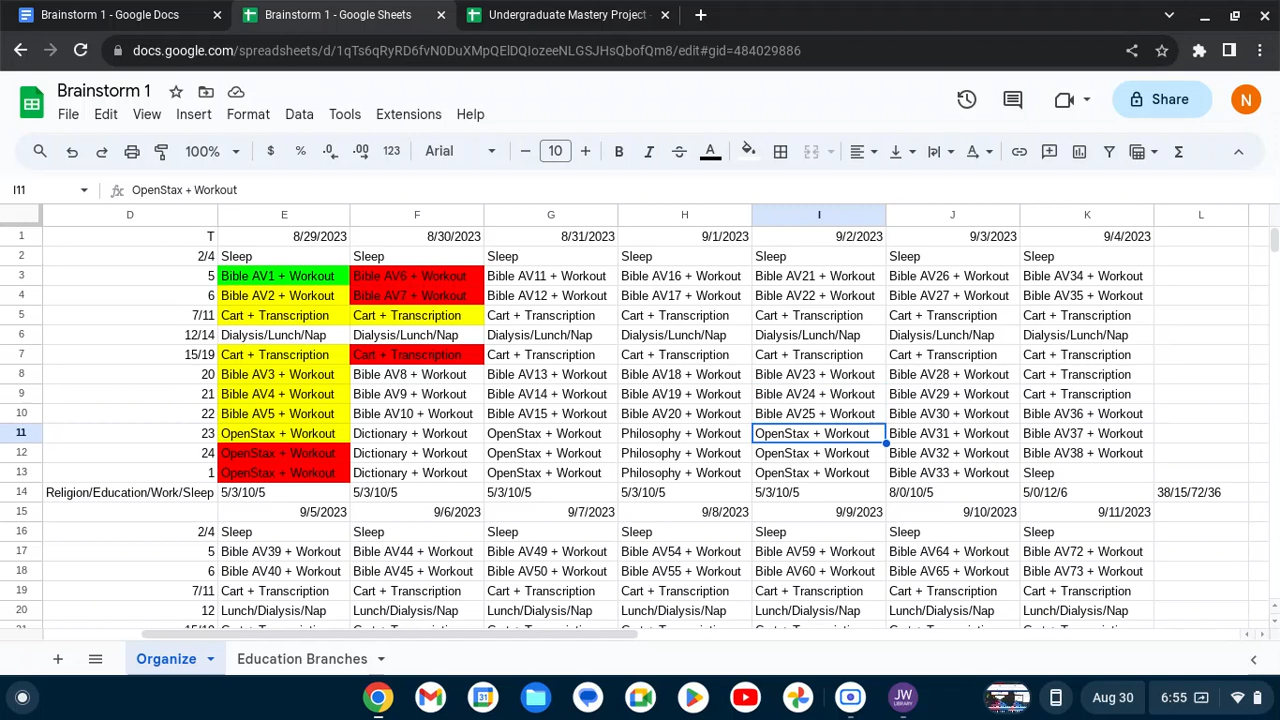 Brainstorm 1 - Google Docs
Brainstorm 1 - Google Sheets
Undergraduate Mastery Project -
docs.google.com/spreadsheets/d/1qTs6qRyRD6fvN0DuXMpQElDQIozeeNLGSJHsQbofQm8/edit#gid=484029886
Brainstorm 1
Share
N
File Edit View Insert Format Data Tools Extensions Help
100% $ % .0 .00 123 Arial 10 B I A
I11 fx OpenStax + Workout
D E F G H I J K L
1 T 8/29/2023 8/30/2023 8/31/2023 9/1/2023 9/2/2023 9/3/2023 9/4/2023
2 2/4 Sleep Sleep Sleep Sleep Sleep Sleep Sleep
3 5 Bible AV1 + Workout Bible AV6 + Workout Bible AV11 + Workout Bible AV16 + Workout Bible AV21 + Workout Bible AV26 + Workout Bible AV34 + Workout
4 6 Bible AV2 + Workout Bible AV7 + Workout Bible AV12 + Workout Bible AV17 + Workout Bible AV22 + Workout Bible AV27 + Workout Bible AV35 + Workout
5 7/11 Cart + Transcription Cart + Transcription Cart + Transcription Cart + Transcription Cart + Transcription Cart + Transcription Cart + Transcription
6 12/14 Dialysis/Lunch/Nap Dialysis/Lunch/Nap Dialysis/Lunch/Nap Dialysis/Lunch/Nap Dialysis/Lunch/Nap Dialysis/Lunch/Nap Dialysis/Lunch/Nap
7 15/19 Cart + Transcription Cart + Transcription Cart + Transcription Cart + Transcription Cart + Transcription Cart + Transcription Cart + Transcription
8 20 Bible AV3 + Workout Bible AV8 + Workout Bible AV13 + Workout Bible AV18 + Workout Bible AV23 + Workout Bible AV28 + Workout Cart + Transcription
9 21 Bible AV4 + Workout Bible AV9 + Workout Bible AV14 + Workout Bible AV19 + Workout Bible AV24 + Workout Bible AV29 + Workout Cart + Transcription
10 22 Bible AV5 + Workout Bible AV10 + Workout Bible AV15 + Workout Bible AV20 + Workout Bible AV25 + Workout Bible AV30 + Workout Bible AV36 + Workout
11 23 OpenStax + Workout Dictionary + Workout OpenStax + Workout Philosophy + Workout OpenStax + Workout Bible AV31 + Workout Bible AV37 + Workout
12 24 OpenStax + Workout Dictionary + Workout OpenStax + Workout Philosophy + Workout OpenStax + Workout Bible AV32 + Workout Bible AV38 + Workout
13 1 OpenStax + Workout Dictionary + Workout OpenStax + Workout Philosophy + Workout OpenStax + Workout Bible AV33 + Workout Sleep
14 Religion/Education/Work/Sleep 5/3/10/5 5/3/10/5 5/3/10/5 5/3/10/5 5/3/10/5 8/0/10/5 5/0/12/6 38/15/72/36
15 9/5/2023 9/6/2023 9/7/2023 9/8/2023 9/9/2023 9/10/2023 9/11/2023
16 2/4 Sleep Sleep Sleep Sleep Sleep Sleep Sleep
17 5 Bible AV39 + Workout Bible AV44 + Workout Bible AV49 + Workout Bible AV54 + Workout Bible AV59 + Workout Bible AV64 + Workout Bible AV72 + Workout
18 6 Bible AV40 + Workout Bible AV45 + Workout Bible AV50 + Workout Bible AV55 + Workout Bible AV60 + Workout Bible AV65 + Workout Bible AV73 + Workout
19 7/11 Cart + Transcription Cart + Transcription Cart + Transcription Cart + Transcription Cart + Transcription Cart + Transcription Cart + Transcription
20 12 Lunch/Dialysis/Nap Lunch/Dialysis/Nap Lunch/Dialysis/Nap Lunch/Dialysis/Nap Lunch/Dialysis/Nap Lunch/Dialysis/Nap Lunch/Dialysis/Nap
Organize Education Branches
31
JW
LIBRARY
Aug 30 6:55